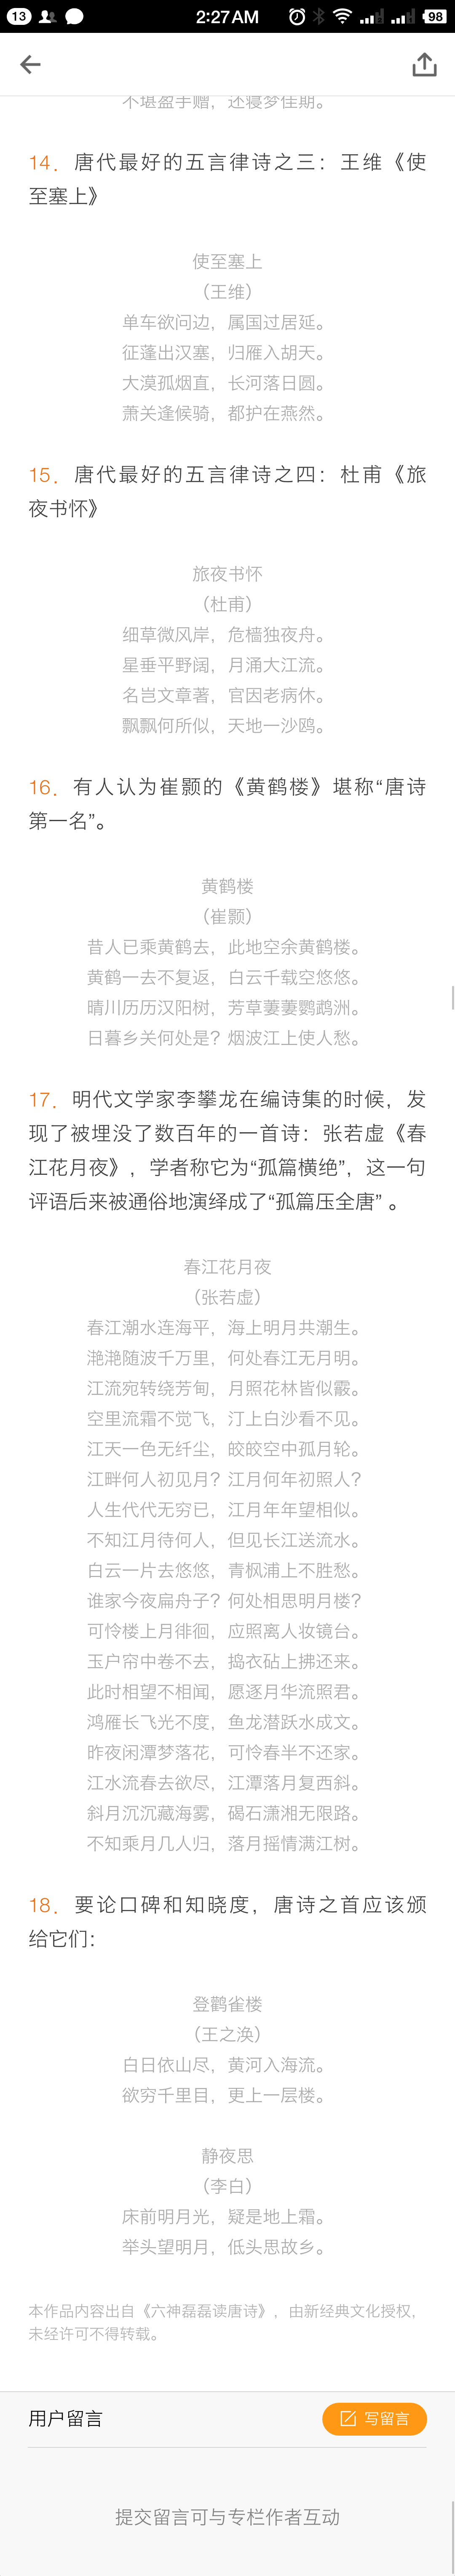 13
2:27AM
98
不堪盈手赠，还寝梦佳期。
14．唐代最好的五言律诗之三：王维《使
至塞上》
使至塞上
（王维）
单车欲问边，属国过居延。
征蓬出汉塞，归雁入胡天。
大漠孤烟直，长河落日圆。
萧关逢候骑，都护在燕然。
15．唐代最好的五言律诗之四：杜甫《旅
夜书怀》
旅夜书怀
（杜甫）
细草微风岸，危樯独夜舟。
星垂平野阔，月涌大江流。
名岂文章著，官因老病休。
飘飘何所似，天地一沙鸥。
16．有人认为崔颢的《黄鹤楼》堪称“唐诗
第一名”。
黄鹤楼
（崔颢）
昔人已乘黄鹤去，此地空余黄鹤楼。
黄鹤一去不复返，白云千载空悠悠。
晴川历历汉阳树，芳草萋萋鹦鹉洲。
日暮乡关何处是？烟波江上使人愁。
17．明代文学家李攀龙在编诗集的时候，发
现了被埋没了数百年的一首诗：张若虚《春
江花月夜》，学者称它为“孤篇横绝”，这一句
评语后来被通俗地演绎成了“孤篇压全唐” 。
春江花月夜
（张若虚）
春江潮水连海平，海上明月共潮生。
滟滟随波千万里，何处春江无月明。
江流宛转绕芳甸，月照花林皆似霰。
空里流霜不觉飞，汀上白沙看不见。
江天一色无纤尘，皎皎空中孤月轮。
江畔何人初见月？江月何年初照人？
人生代代无穷已，江月年年望相似。
不知江月待何人，但见长江送流水。
白云一片去悠悠，青枫浦上不胜愁。
谁家今夜扁舟子？何处相思明月楼？
可怜楼上月徘徊，应照离人妆镜台。
玉户帘中卷不去，捣衣砧上拂还来。
此时相望不相闻，愿逐月华流照君。
鸿雁长飞光不度，鱼龙潜跃水成文。
昨夜闲潭梦落花，可怜春半不还家。
江水流春去欲尽，江潭落月复西斜。
斜月沉沉藏海雾，碣石潇湘无限路。
不知乘月几人归，落月摇情满江树。
18．要论口碑和知晓度，唐诗之首应该颁
给它们：
登鹳雀楼
（王之涣）
白日依山尽，黄河入海流。
欲穷千里目，更上一层楼。
静夜思
（李白）
床前明月光，疑是地上霜。
举头望明月，低头思故乡。
本作品内容出自《六神磊磊读唐诗》，由新经典文化授权，
未经许可不得转载。
用户留言
写留言
提交留言可与专栏作者互动